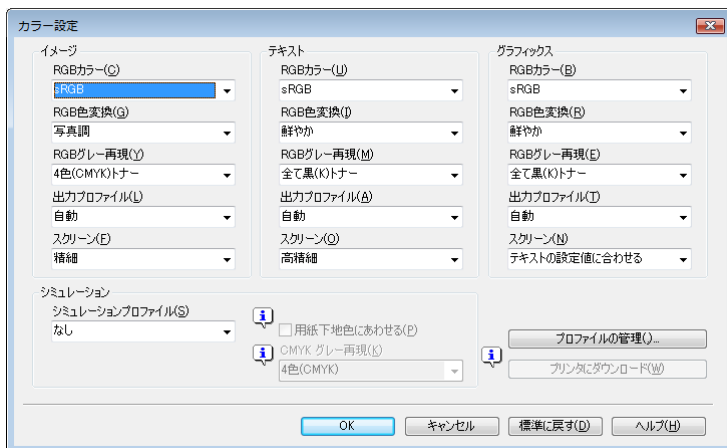 カラー設定
イメージ
RGBカラー(C)
sRGB
RGB色変換(G)
写真調
RGBグレー再現(Y)
4色(CMYK)トナー
出力プロファイル(L)
自動
スクリーン(F)
精細
テキスト
RGBカラー(U)
sRGB
RGB色変換(I)
鮮やか
RGBグレー再現(M)
全て黒(K)トナー
出力プロファイル(A)
自動
スクリーン(O)
高精細
グラフィックス
RGBカラー(B)
sRGB
RGB色変換(R)
鮮やか
RGBグレー再現(E)
全て黒(K)トナー
出力プロファイル(T)
自動
スクリーン(N)
テキストの設定値に合わせる
シミュレーション
シミュレーションプロファイル(S)
なし
用紙下地色にあわせる(P)
CMYK グレー再現(K)
4色(CMYK)
プロファイルの管理()...
プリンタにダウンロード(W)
OK
キャンセル
標準に戻す(D)
ヘルプ(H)